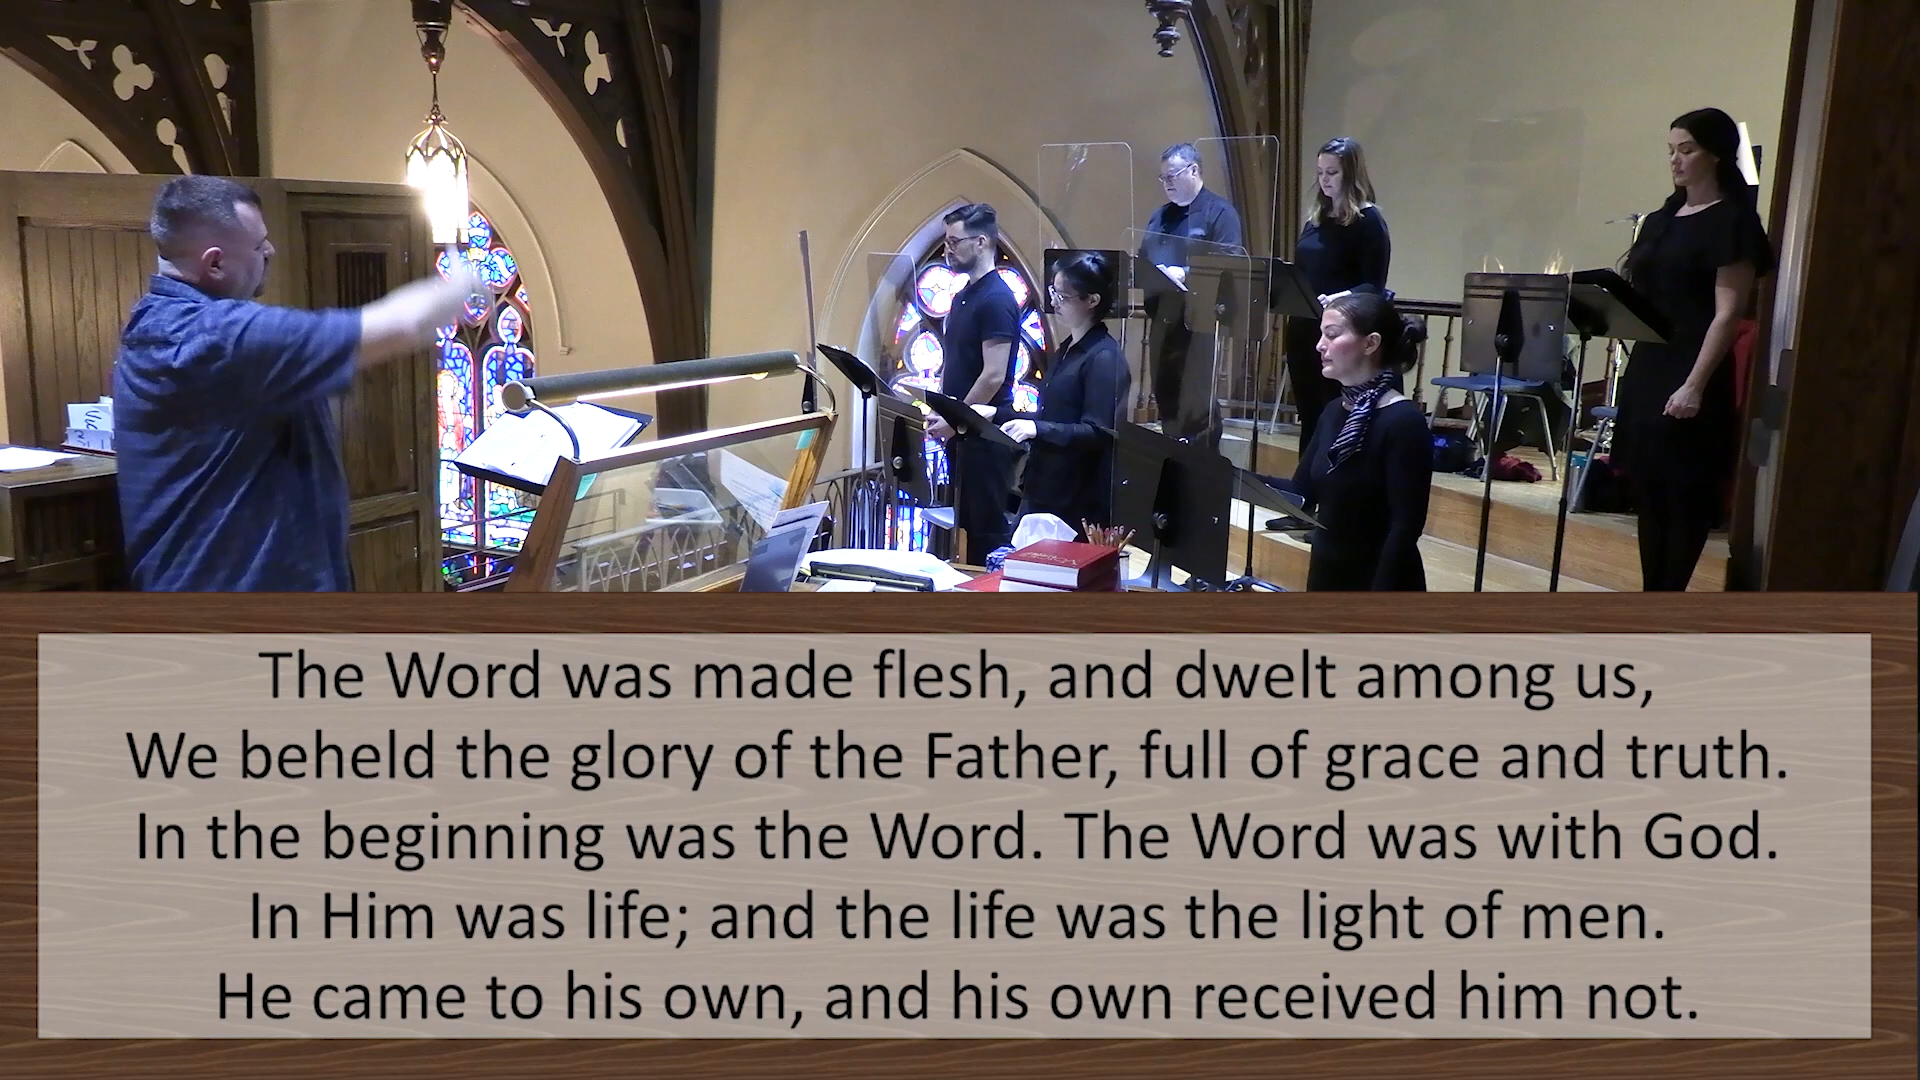 The Word was made flesh, and dwelt among us,
We beheld the glory of the Father, full of grace and truth.
In the beginning was the Word. The Word was with God.
In Him was life; and the life was the light of men.
He came to his own, and his own received him not.